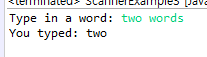 <terminated> ScannerExample3 [Java
Type in a word: two words
You typed: two